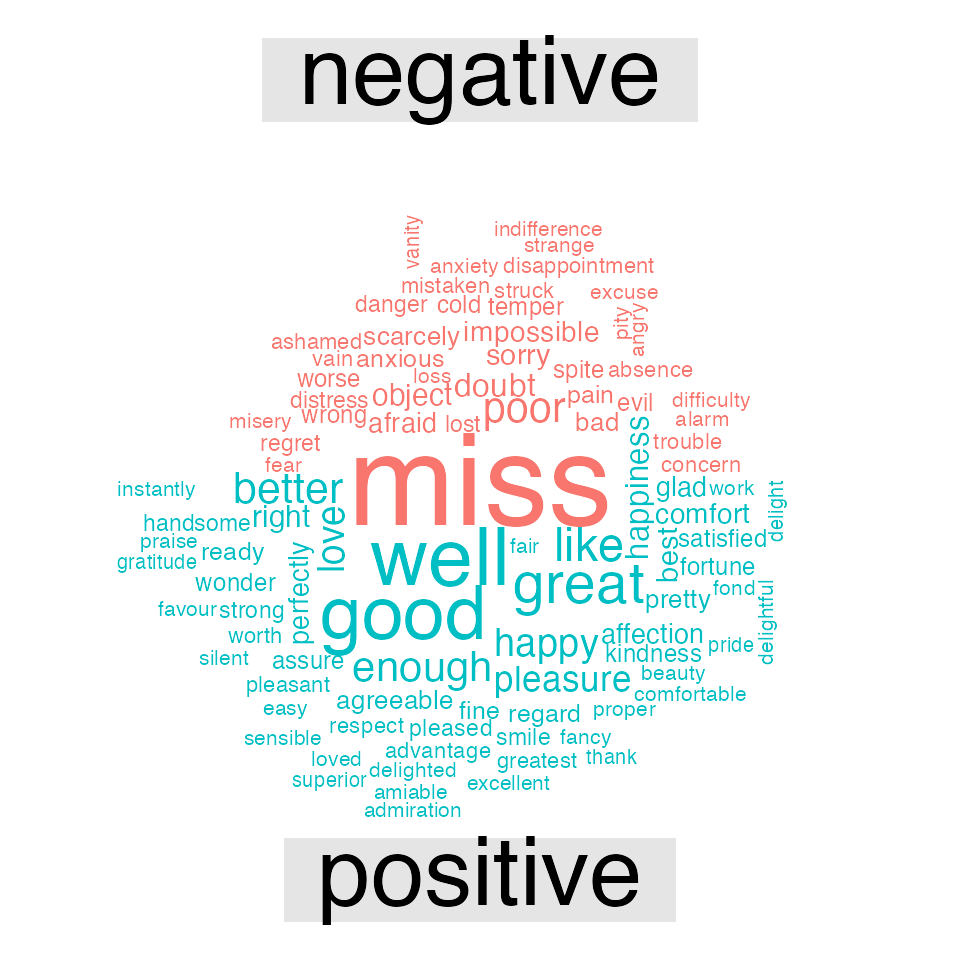 negative
vanity
indifference
strange
anxiety disappointment
mistaken struck excuse
danger cold temper
pity angry
ashamed scarcely impossible
vain anxious sorry
worse loss spite absence
distress object doubt pain
misery wrong afraid lost poor bad evil difficulty
alarm
regret trouble
fear miss happiness concern
instantly better glad work
delight
handsome right love comfort
praise ready well fair like best satisfied
gratitude
wonder perfectly great fortune
favour strong good pretty fond
delightful
worth happy affection
silent assure enough kindness pride
pleasant pleasure beauty
easy agreeable fine regard proper comfortable
sensible respect pleased smile fancy
loved advantage greatest thank
superior delighted excellent
amiable
admiration
positive